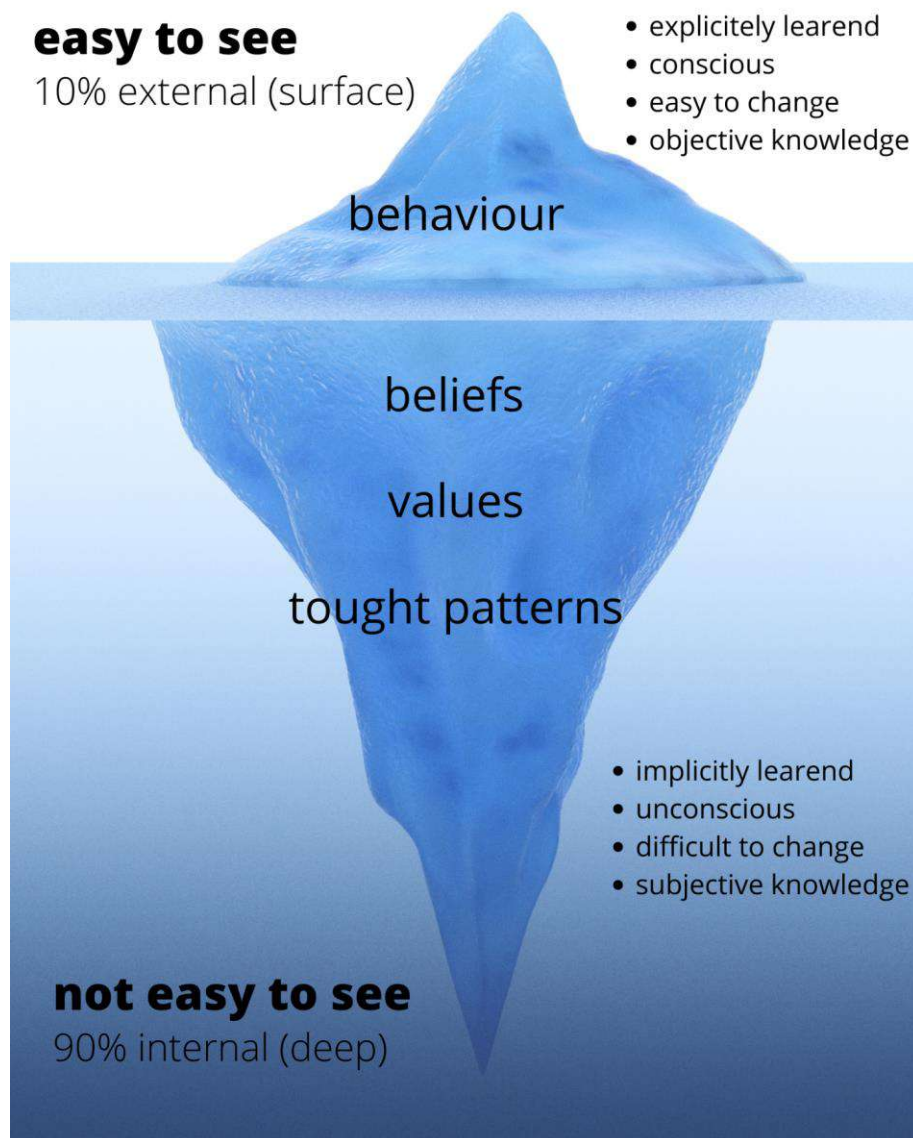 easy to see
10% external (surface)
• explicitely learend
• conscious
• easy to change
• objective knowledge
behaviour
beliefs
values
tought patterns
• implicitly learend
• unconscious
• difficult to change
• subjective knowledge
not easy to see
90% internal (deep)